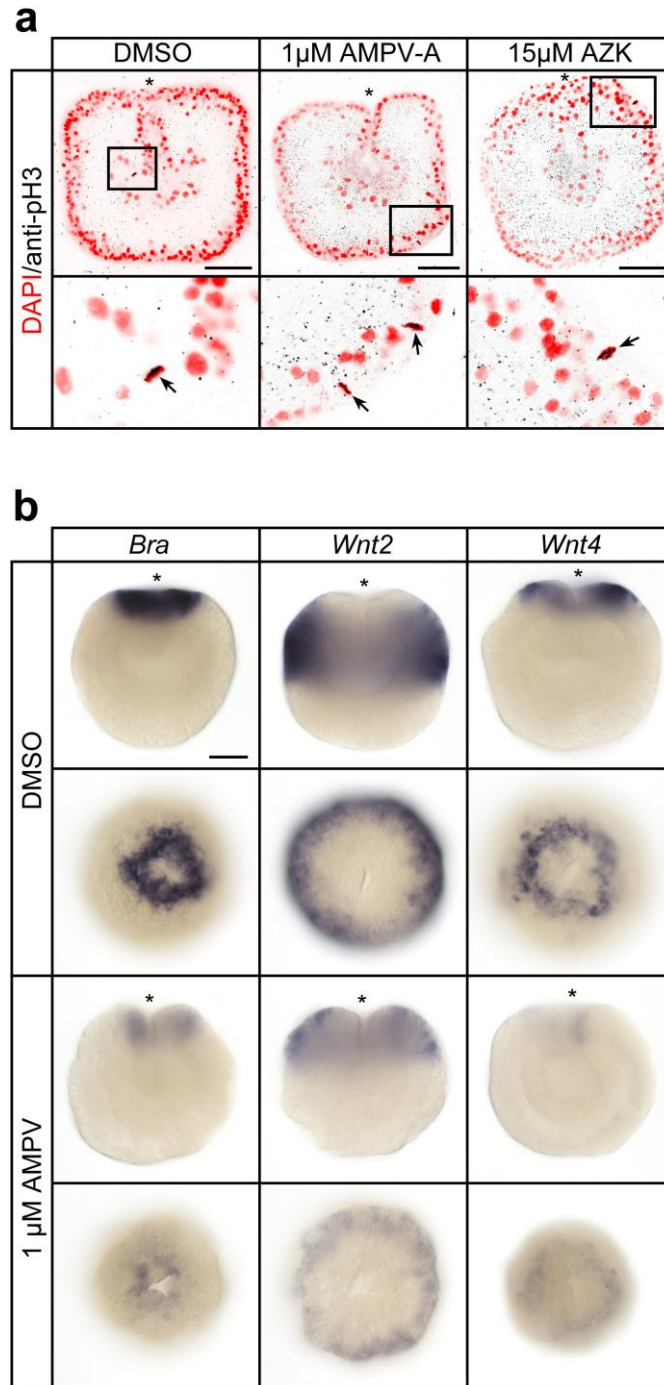 a
DMSO
1µM AMPV-A
15µM AZK
*
*
*
DAPI/anti-pH3
b
Bra
Wnt2
Wnt4
DMSO
*
*
*
1 µM AMPV
*
*
*